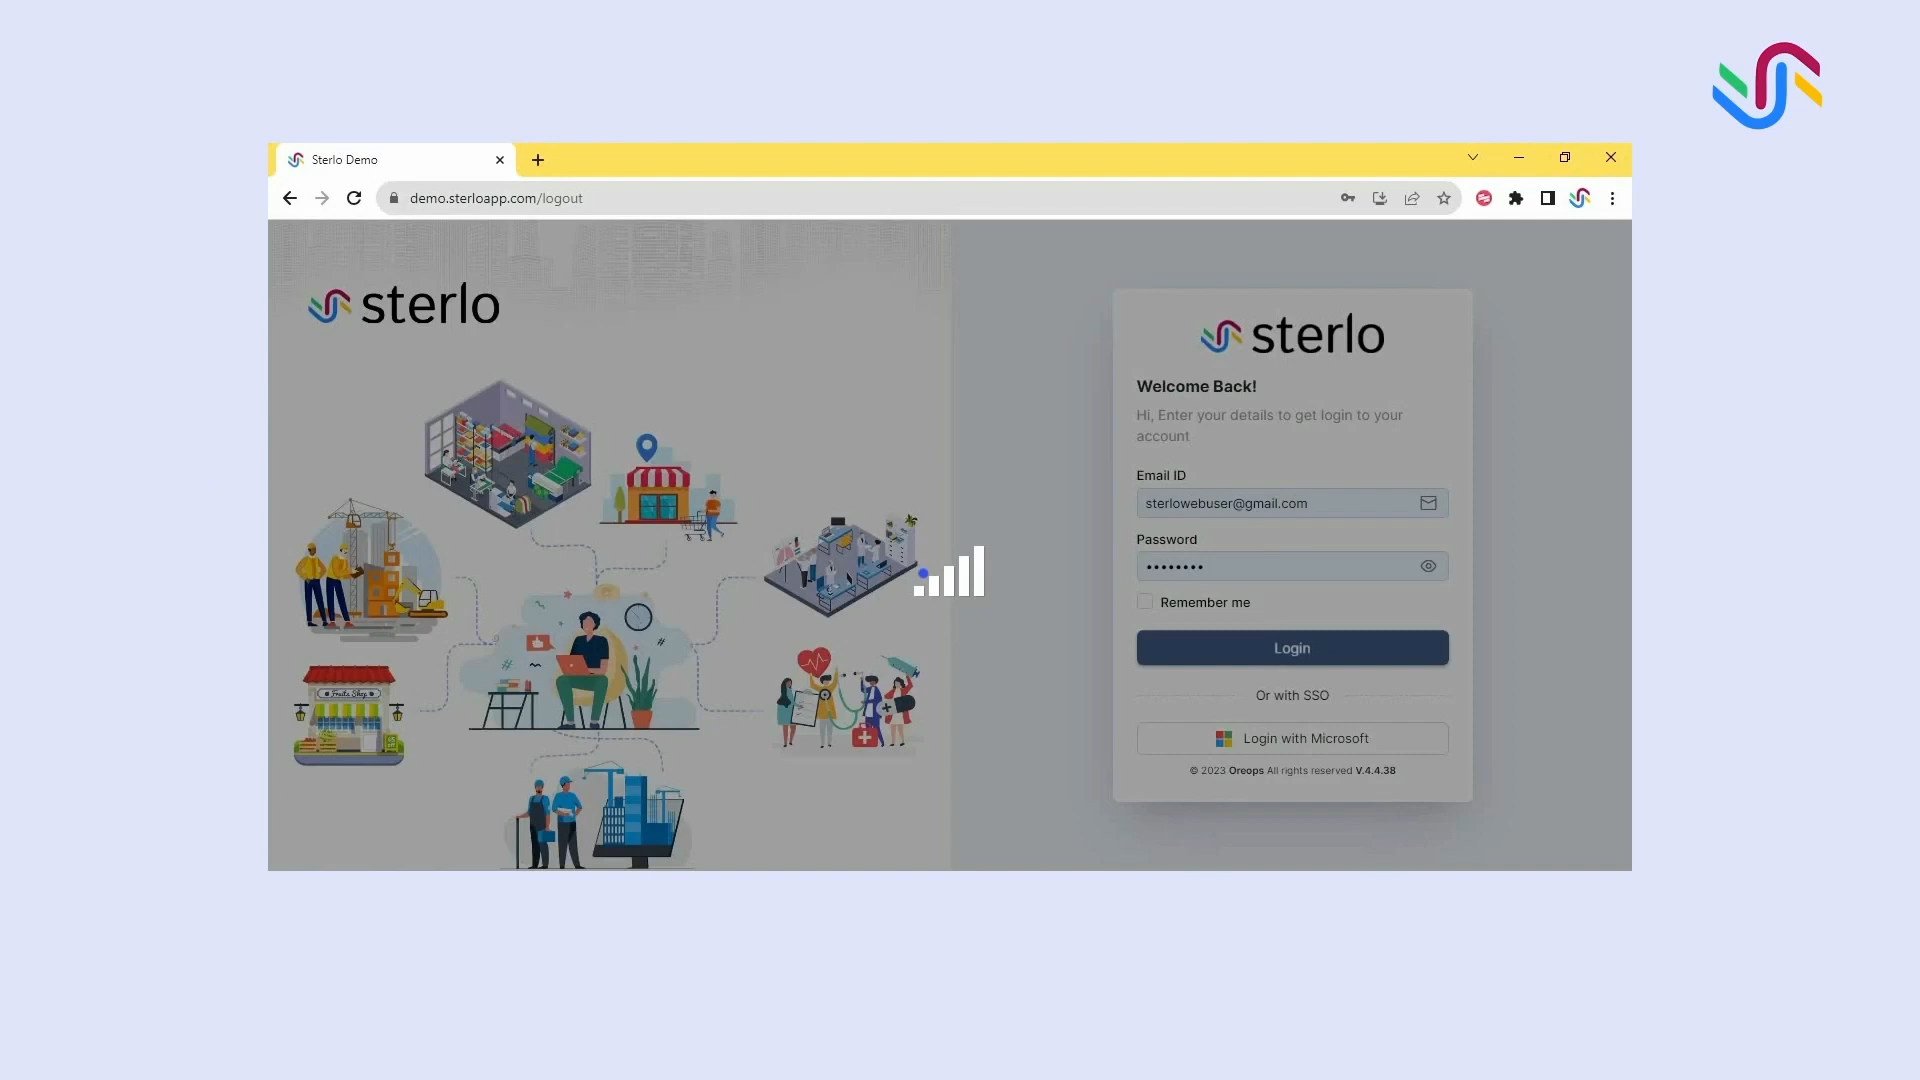 Sterlo Demo
demo.sterloapp.com/logout
sterlo
Fruits Shop
sterlo
Welcome Back!
Hi, Enter your details to get login to your
account
Email ID
sterlowebuser@gmail.com
Password
••••••••
Remember me
Login
Or with SSO
Login with Microsoft
© 2023 Oreops All rights reserved V.4.4.38